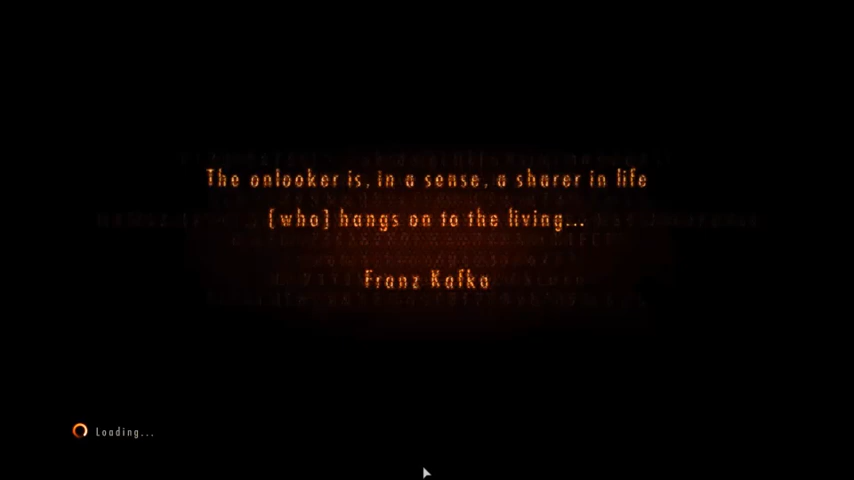 The onlooker is, in a sense, a sharer in life
[who] hangs on to the living...
Franz Kafka
Loading...